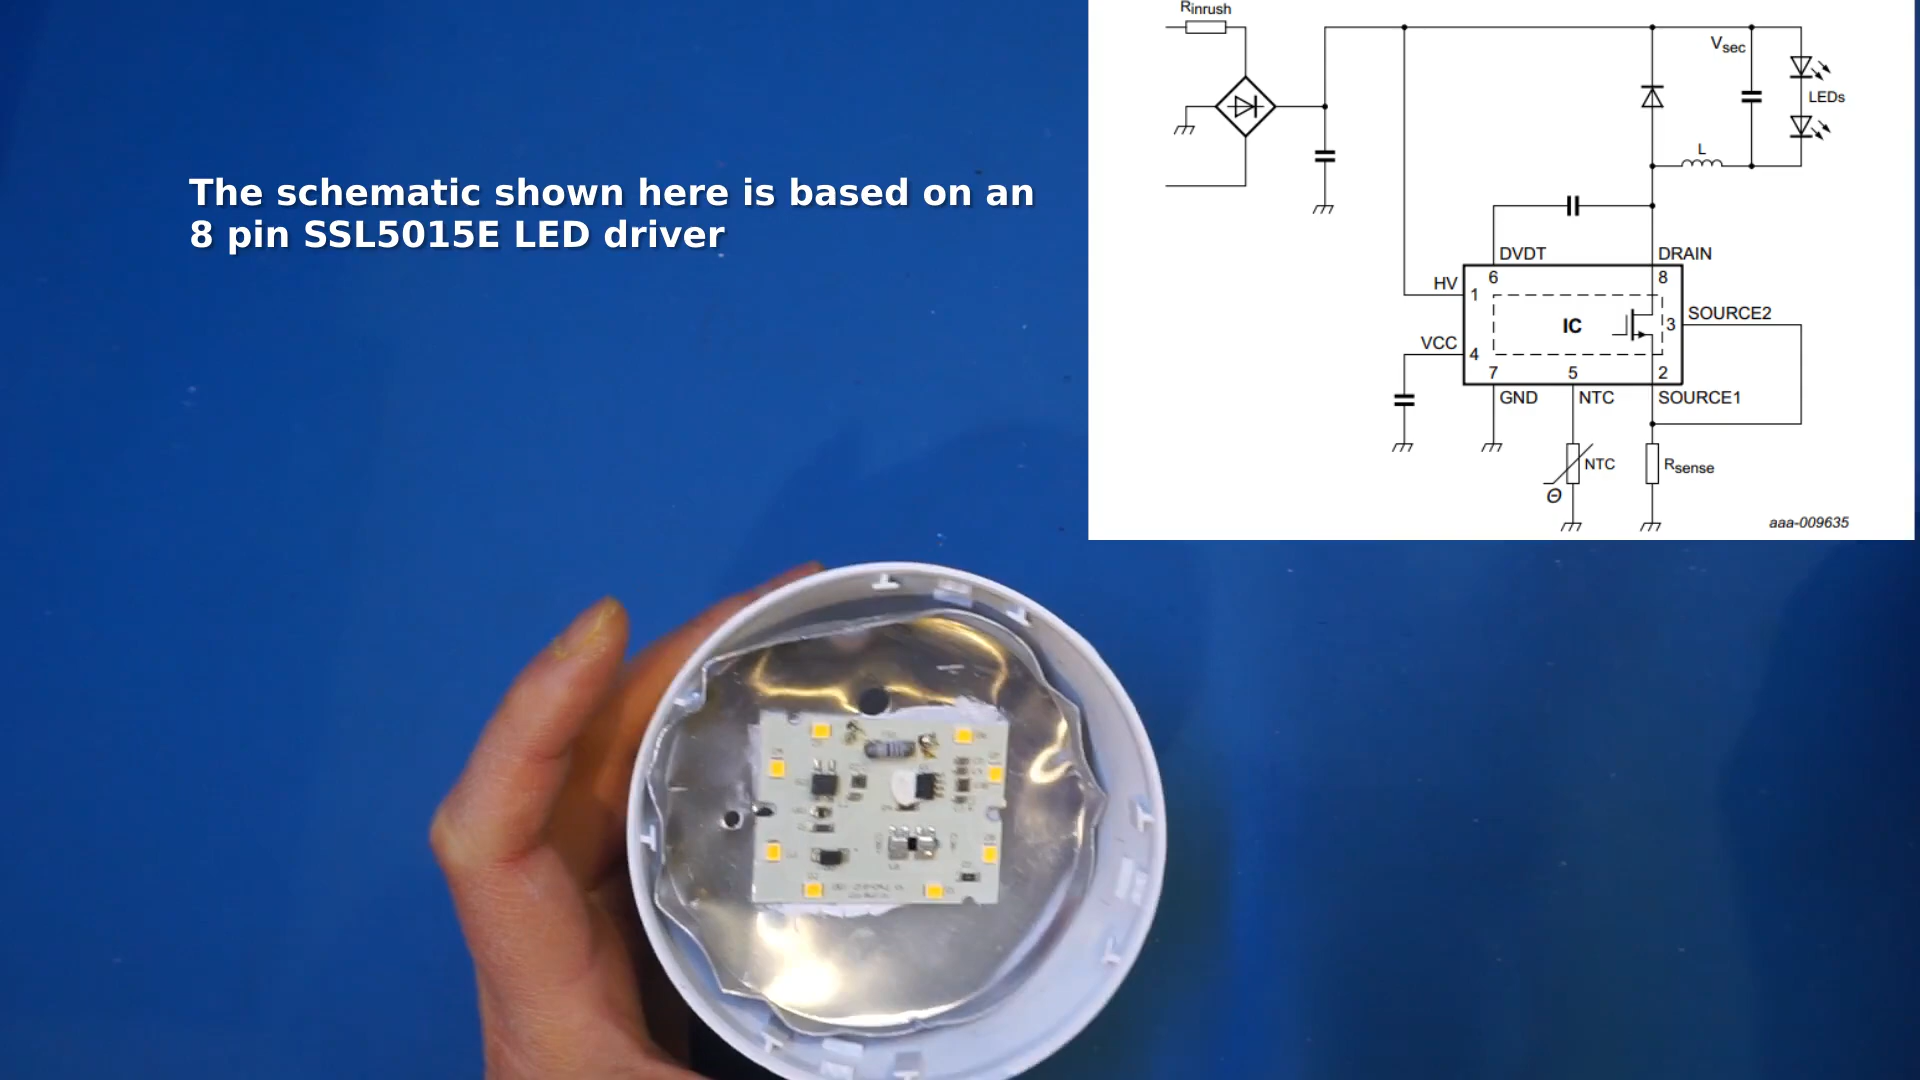 The schematic shown here is based on an
8 pin SSL5015E LED driver
Rinrush
Vsec
LEDs
L
DVDT
DRAIN
6
8
HV
1
SOURCE2
IC
3
VCC
4
7
5
2
GND
NTC
SOURCE1
NTC
Rsense
Θ
aaa-009635